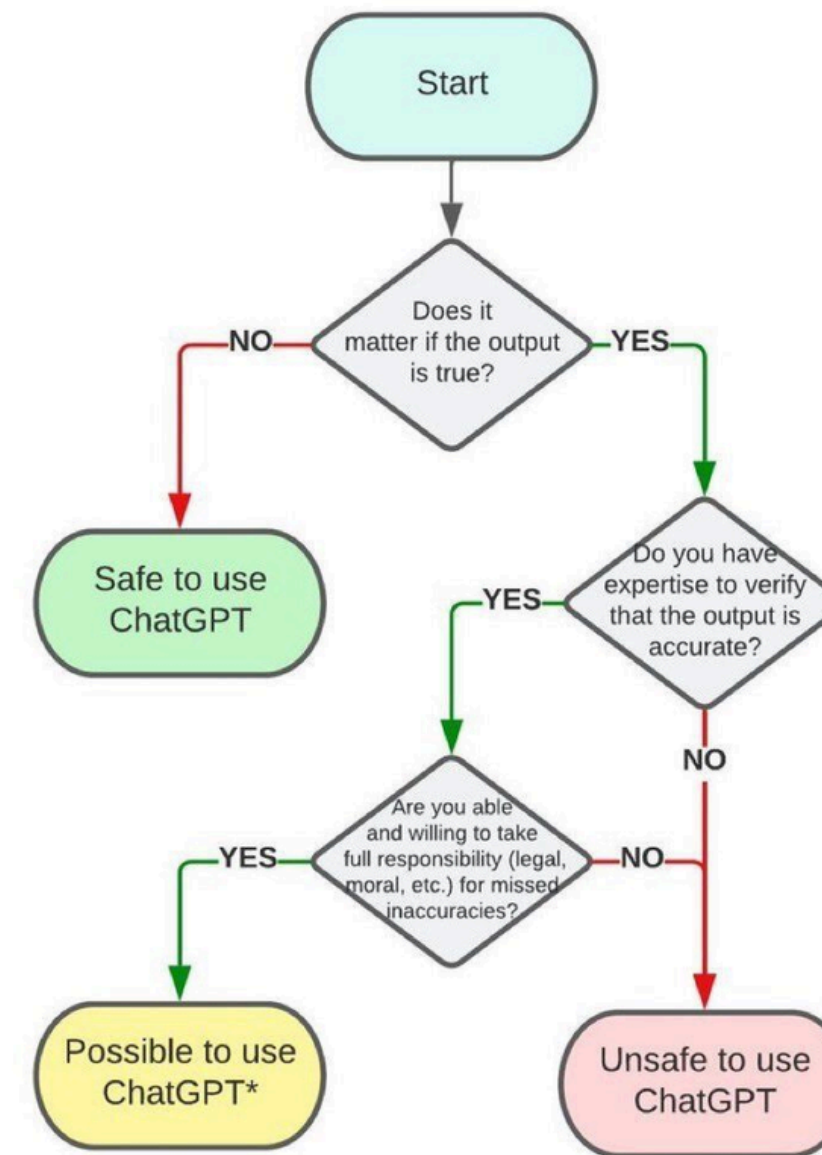 Start
Does it
matter if the output
is true?
NO
YES
Safe to use
ChatGPT
Do you have
expertise to verify
that the output is
accurate?
YES
NO
Are you able
and willing to take
full responsibility (legal,
moral, etc.) for missed
inaccuracies?
YES
NO
Possible to use
ChatGPT*
Unsafe to use
ChatGPT